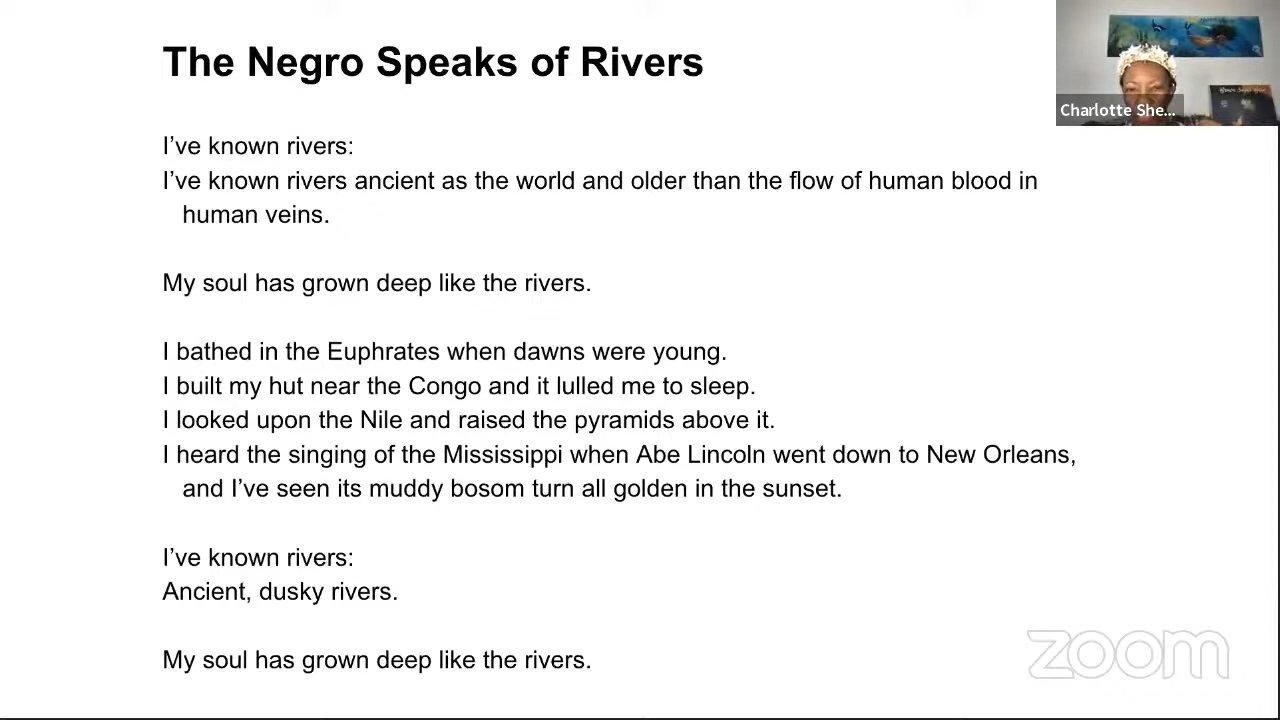 The Negro Speaks of Rivers
I’ve known rivers:
I’ve known rivers ancient as the world and older than the flow of human blood in
human veins.
My soul has grown deep like the rivers.
I bathed in the Euphrates when dawns were young.
I built my hut near the Congo and it lulled me to sleep.
I looked upon the Nile and raised the pyramids above it.
I heard the singing of the Mississippi when Abe Lincoln went down to New Orleans,
and I’ve seen its muddy bosom turn all golden in the sunset.
I’ve known rivers:
Ancient, dusky rivers.
My soul has grown deep like the rivers.
Charlotte She...
zoom